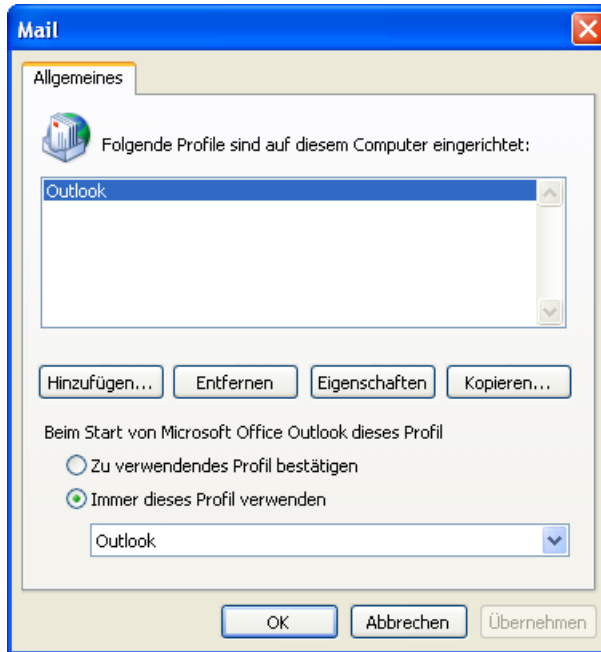 Mail
Allgemeines
Folgende Profile sind auf diesem Computer eingerichtet:
Outlook
Hinzufügen... Entfernen Eigenschaften Kopieren...
Beim Start von Microsoft Office Outlook dieses Profil
Zu verwendendes Profil bestätigen
Immer dieses Profil verwenden
Outlook
OK Abbrechen Übernehmen